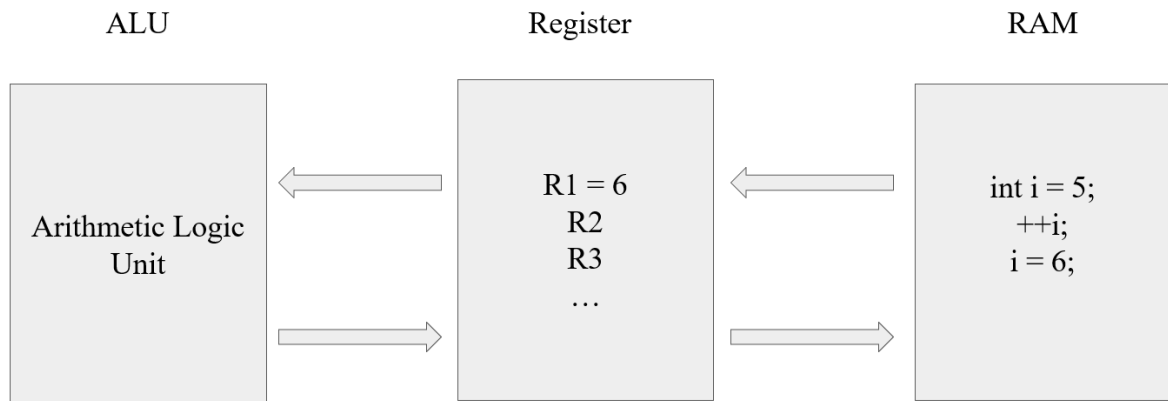 ALU
Register
RAM
Arithmetic Logic
Unit
R1 = 6
R2
R3
…
int i = 5;
++i;
i = 6;